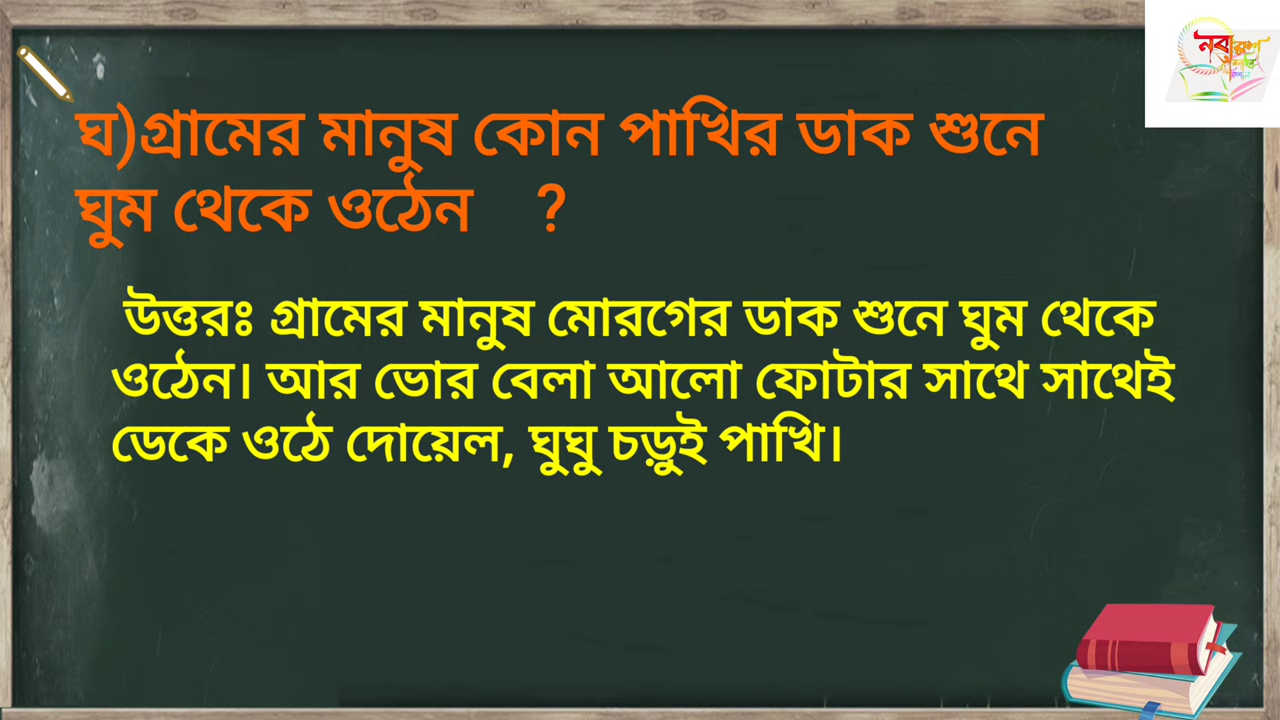 ঘ)গ্রামের মানুষ কোন পাখির ডাক শুনে
ঘুম থেকে ওঠেন ?
উত্তরঃ গ্রামের মানুষ মোরগের ডাক শুনে ঘুম থেকে
ওঠেন। আর ভোর বেলা আলো ফোটার সাথে সাথেই
ডেকে ওঠে দোয়েল, ঘুঘু চড়ুই পাখি।